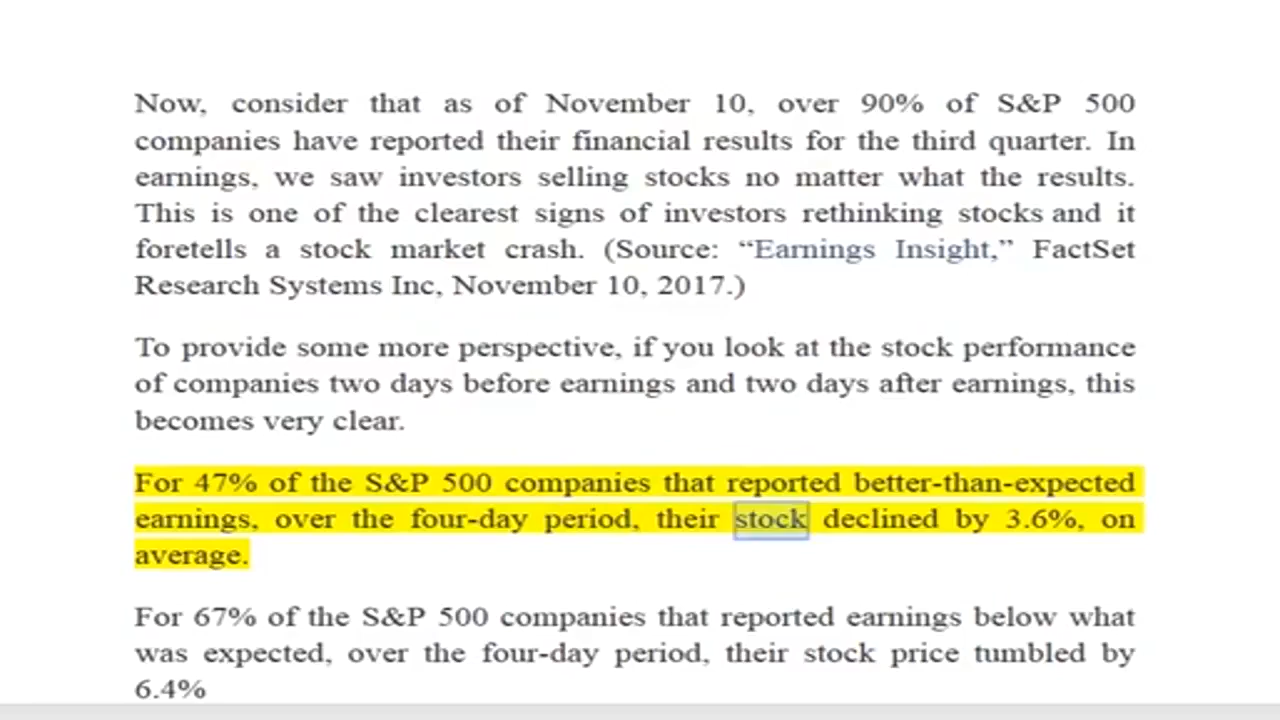 Now, consider that as of November 10, over 90% of S&P 500
companies have reported their financial results for the third quarter. In
earnings, we saw investors selling stocks no matter what the results.
This is one of the clearest signs of investors rethinking stocks and it
foretells a stock market crash. (Source: “Earnings Insight,” FactSet
Research Systems Inc, November 10, 2017.)
To provide some more perspective, if you look at the stock performance
of companies two days before earnings and two days after earnings, this
becomes very clear.
For 47% of the S&P 500 companies that reported better-than-expected
earnings, over the four-day period, their stock declined by 3.6%, on
average.
For 67% of the S&P 500 companies that reported earnings below what
was expected, over the four-day period, their stock price tumbled by
6.4%